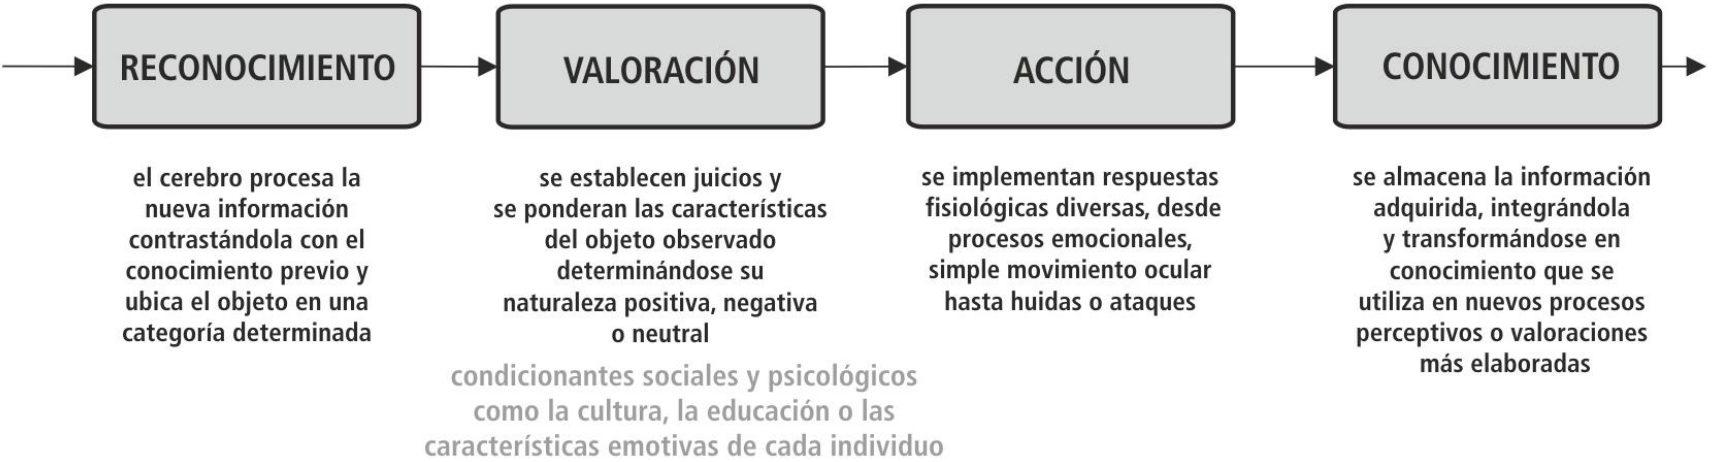 RECONOCIMIENTO
el cerebro procesa la
nueva información
contrastándola con el
conocimiento previo y
ubica el objeto en una
categoría determinada
VALORACIÓN
se establecen juicios y
se ponderan las características
del objeto observado
determinándose su
naturaleza positiva, negativa
o neutral
condicionantes sociales y psicológicos
como la cultura, la educación o las
características emotivas de cada individuo
ACCIÓN
se implementan respuestas
fisiológicas diversas, desde
procesos emocionales,
simple movimiento ocular
hasta huidas o ataques
CONOCIMIENTO
se almacena la información
adquirida, integrándola
y transformándose en
conocimiento que se
utiliza en nuevos procesos
perceptivos o valoraciones
más elaboradas